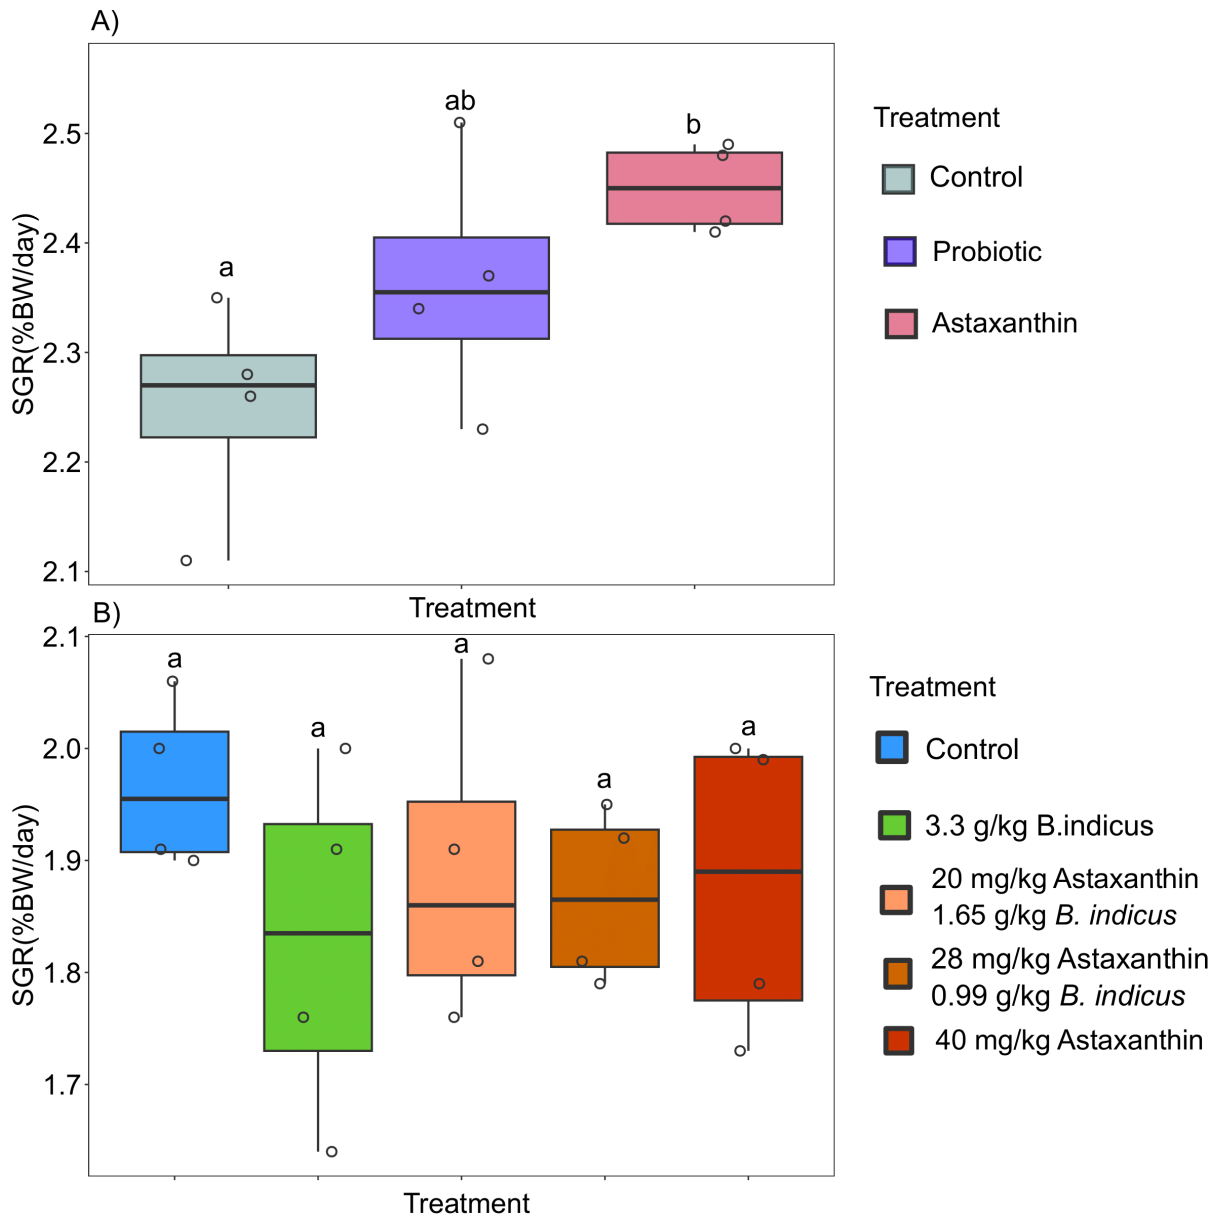 A)
SGR(%BW/day)
2.5
2.4
2.3
2.2
2.1
a
ab
b
Treatment
Treatment
Control
Probiotic
Astaxanthin
B)
SGR(%BW/day)
2.1
2.0
1.9
1.8
1.7
a
a
a
a
a
Treatment
Treatment
Control
3.3 g/kg B.indicus
20 mg/kg Astaxanthin
1.65 g/kg B. indicus
28 mg/kg Astaxanthin
0.99 g/kg B. indicus
40 mg/kg Astaxanthin